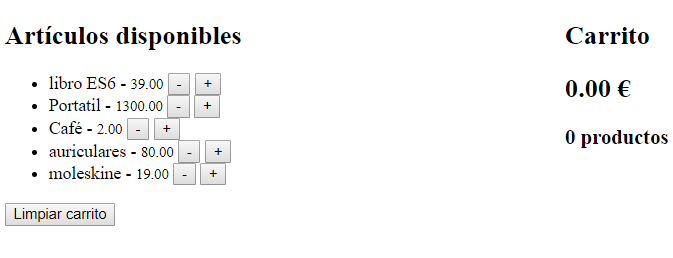 Artículos disponibles
libro ES6 - 39.00 - +
Portatil - 1300.00 - +
Café - 2.00 - +
auriculares - 80.00 - +
moleskine - 19.00 - +
Limpiar carrito
Carrito
0.00 €
0 productos